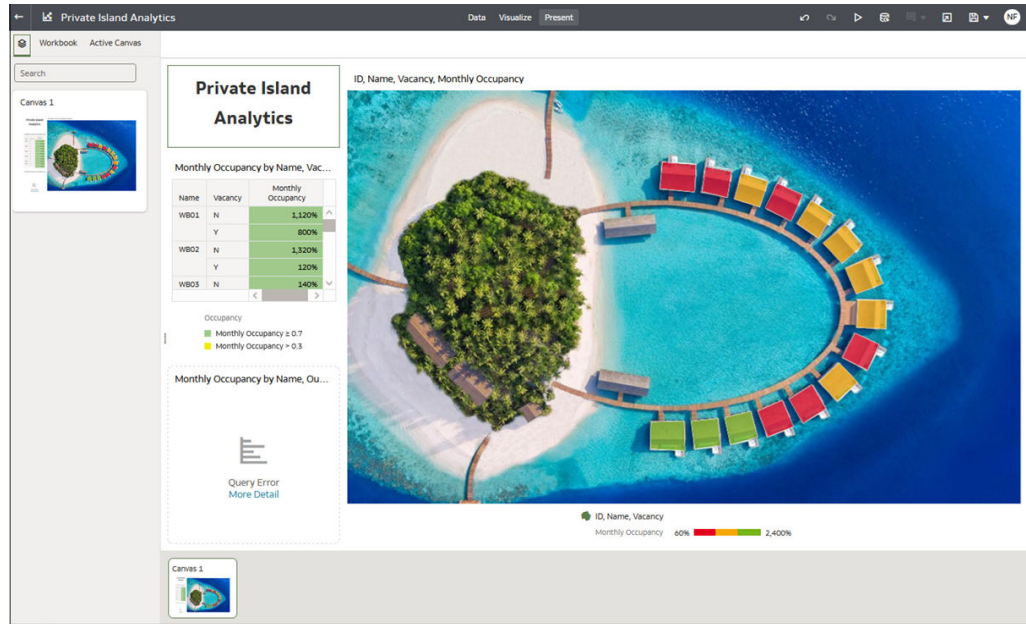 Private Island Analytics
Data Visualize Present
NF
Workbook Active Canvas
Search
Canvas 1
Private Island
Analytics
Monthly Occupancy by Name, Vac...
Name Vacancy Monthly Occupancy
WB01 N 1,120%
Y 800%
WB02 N 1,320%
Y 120%
WB03 N 140%
Occupancy
Monthly Occupancy ≥ 0.7
Monthly Occupancy > 0.3
Monthly Occupancy by Name, Ou...
Query Error
More Detail
ID, Name, Vacancy, Monthly Occupancy
ID, Name, Vacancy
Monthly Occupancy 60% 2,400%
Canvas 1